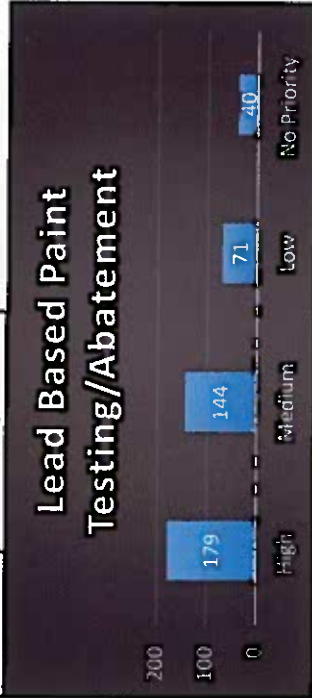 Lead Based Paint
Testing/Abatement
200
100
0
179
144
71
40
High
Medium
Low
No Priority